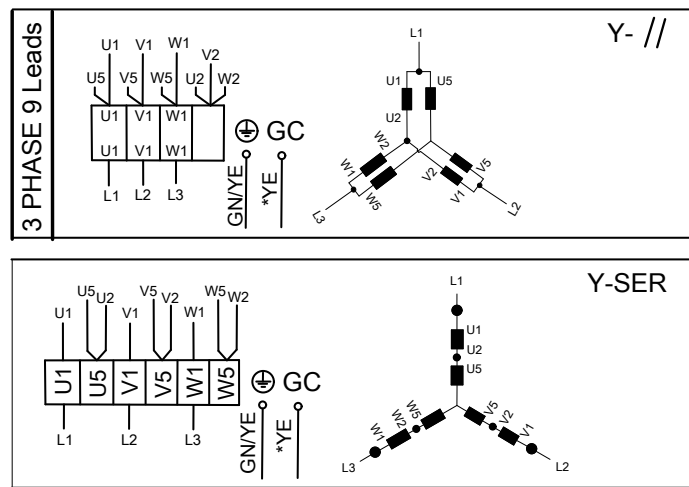 3 PHASE 9 Leads
Y- //
U1 V1 W1 V2
U5 V5 W5 U2 W2
U1 V1 W1
U1 V1 W1
L1 L2 L3
GC
GN/YE
*YE
L1
U1 U5
U2
W2 W1 W5
V5 V2 V1
L3 L2
Y-SER
U1 U5 U2 V1 V5 V2 W1 W5 W2
U1 U5 V1 V5 W1 W5
L1 L2 L3
GC
GN/YE
*YE
L1
U1
U2
U5
W1 W2 W5
V5 V2 V1
L3 L2